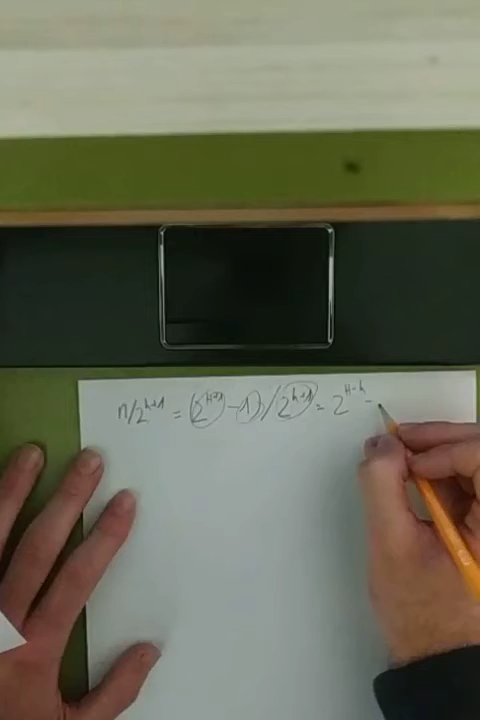 n/2^{h+1} = (2^{H+1} - 1)/2^{h+1} = 2^{H-h} -